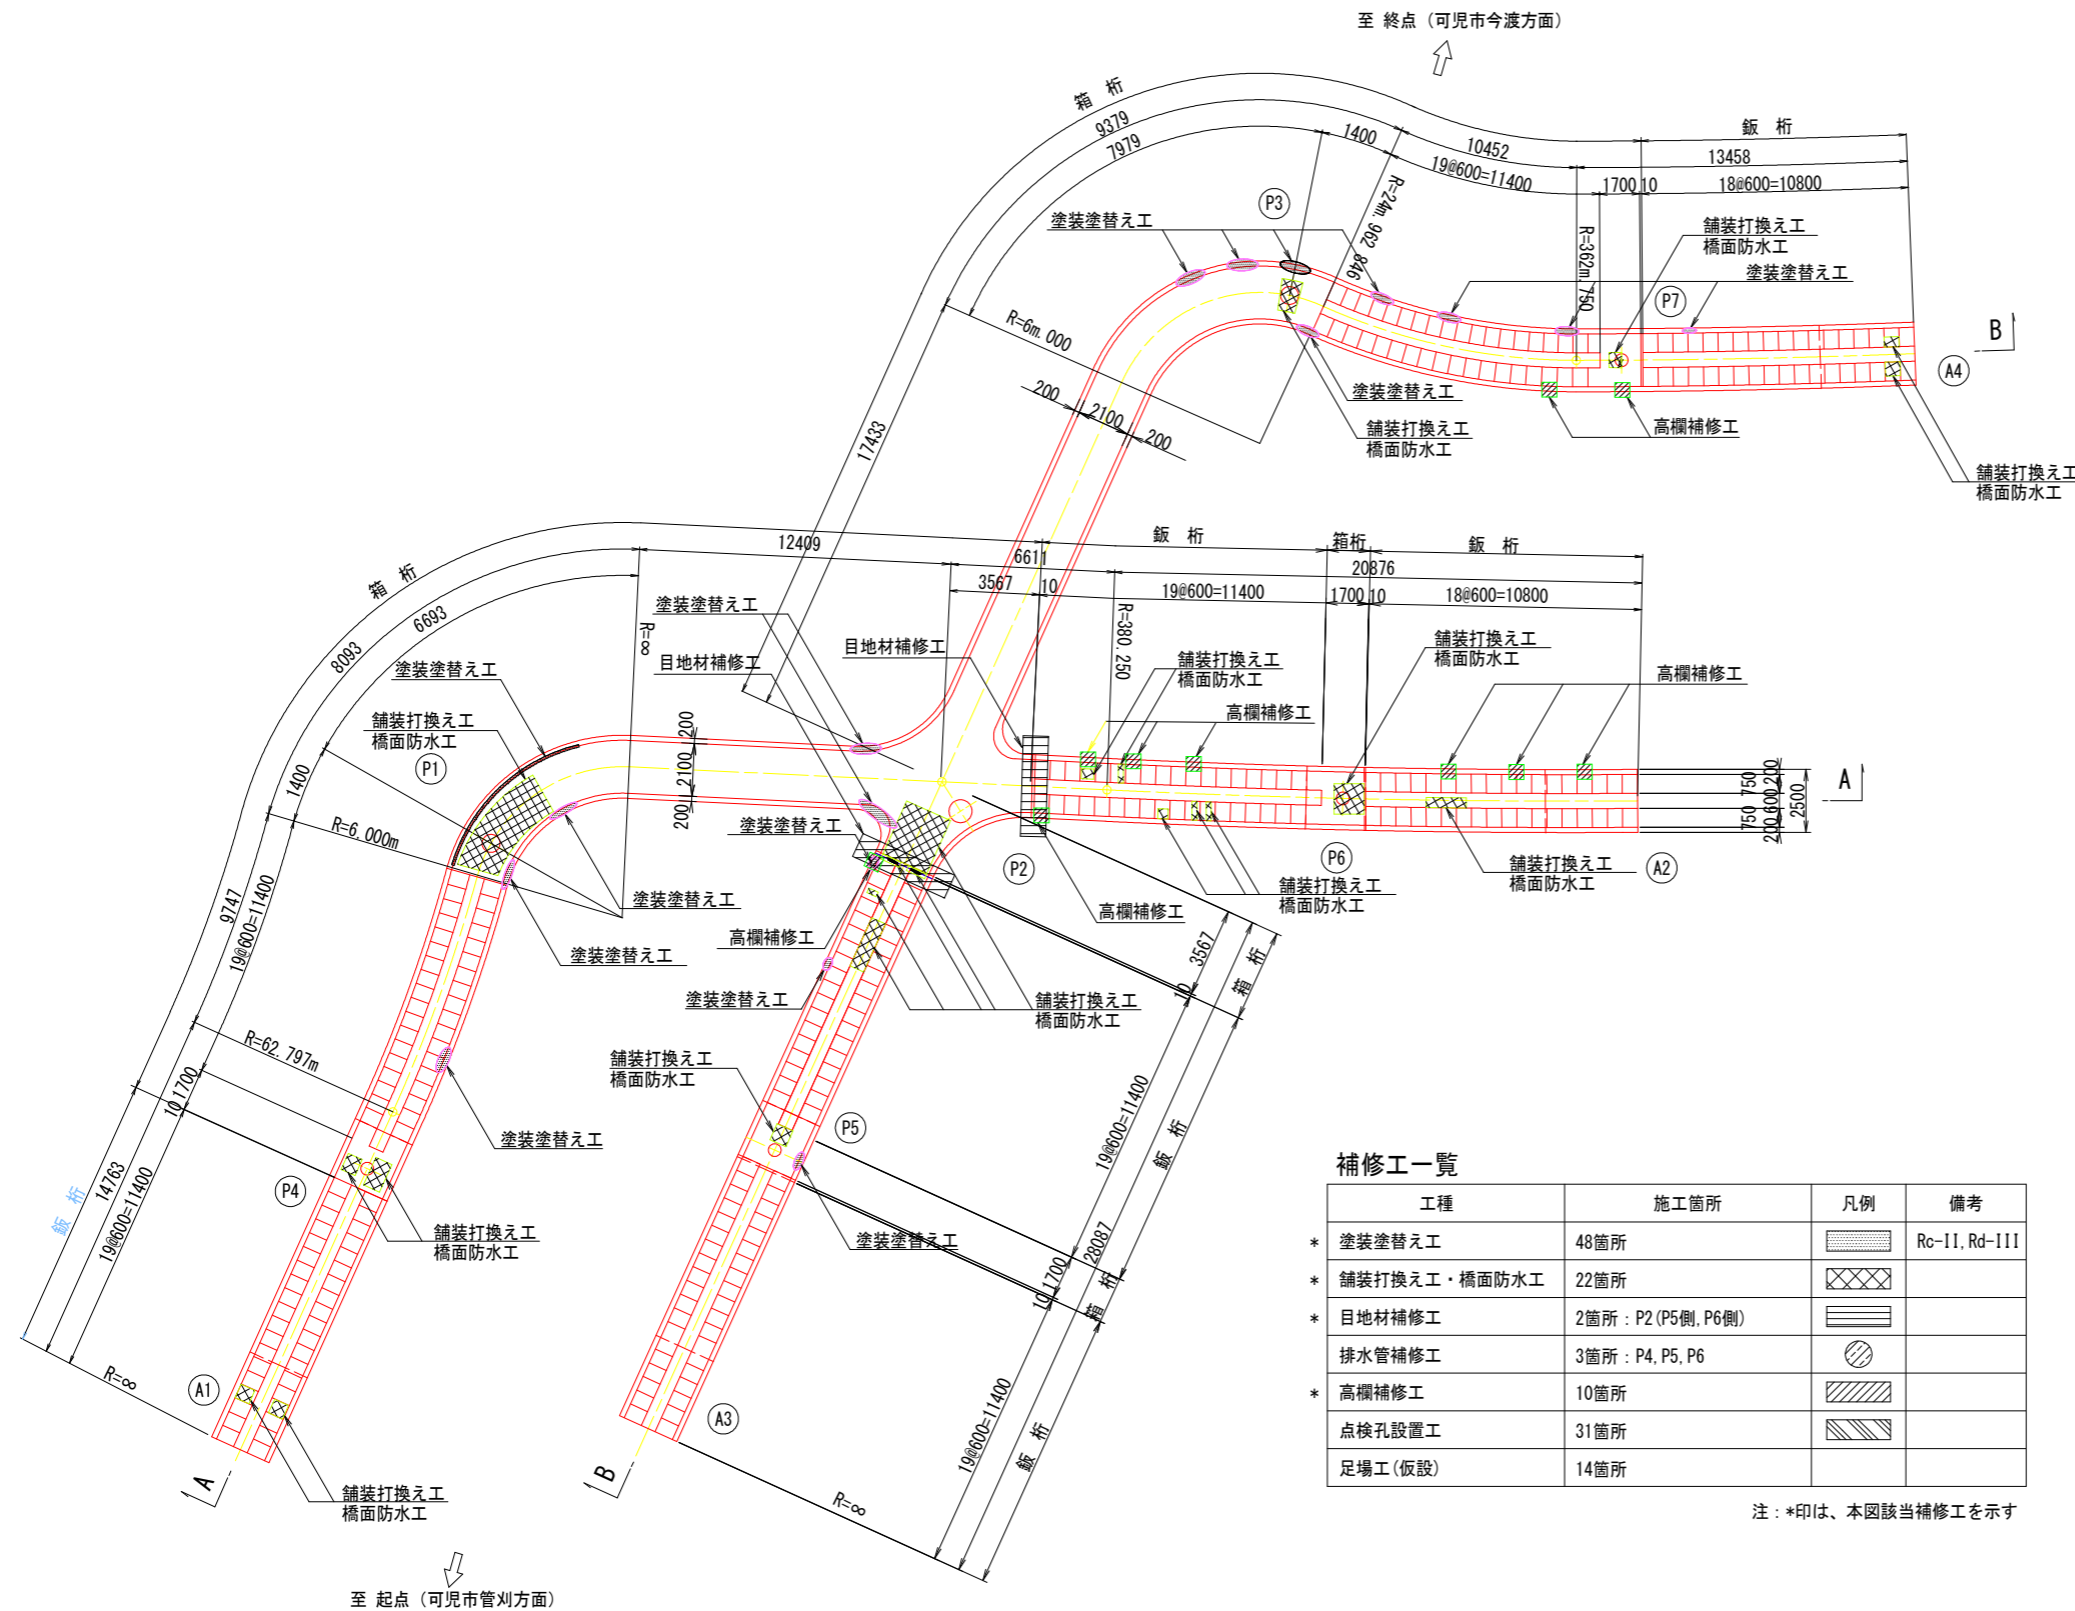 至 終点（可児市今渡方面）
箱 桁
9379
7979
1400
10452
19@600=11400
鈑 桁
13458
1700
10
18@600=10800
P3
塗装塗替え工
R=24m.962
846
R=362m.750
舗装打換え工
橋面防水工
塗装塗替え工
P7
R=6m.000
B
A4
200
2100
200
塗装塗替え工
舗装打換え工
橋面防水工
高欄補修工
舗装打換え工
橋面防水工
17433
箱 桁
12409
6611
3567
10
鈑 桁
箱桁
鈑 桁
20876
19@600=11400
1700
10
18@600=10800
6693
8093
R=∞
塗装塗替え工
目地材補修工
目地材補修工
R=380.250
舗装打換え工
橋面防水工
舗装打換え工
橋面防水工
高欄補修工
高欄補修工
塗装塗替え工
舗装打換え工
橋面防水工
P1
200
2100
200
1400
R=6.000m
塗装塗替え工
P2
P6
A2
A
200
750
600
750
200
2500
舗装打換え工
橋面防水工
舗装打換え工
橋面防水工
高欄補修工
塗装塗替え工
高欄補修工
塗装塗替え工
塗装塗替え工
舗装打換え工
橋面防水工
9747
19@600=11400
R=62.797m
10
1700
3567
10
箱 桁
舗装打換え工
橋面防水工
P5
塗装塗替え工
19@600=11400
鈑 桁
28087
鈑 桁
14763
19@600=11400
P4
舗装打換え工
橋面防水工
塗装塗替え工
1700
10
箱 桁
R=∞
A1
A3
19@600=11400
鈑 桁
R=∞
A
B
舗装打換え工
橋面防水工
至 起点（可児市管刈方面）
補修工一覧
工種 施工箇所 凡例 備考
* 塗装塗替え工 48箇所 Rc-II,Rd-III
* 舗装打換え工・橋面防水工 22箇所
* 目地材補修工 2箇所：P2(P5側,P6側)
排水管補修工 3箇所：P4,P5,P6
* 高欄補修工 10箇所
点検孔設置工 31箇所
足場工(仮設) 14箇所
注：*印は、本図該当補修工を示す